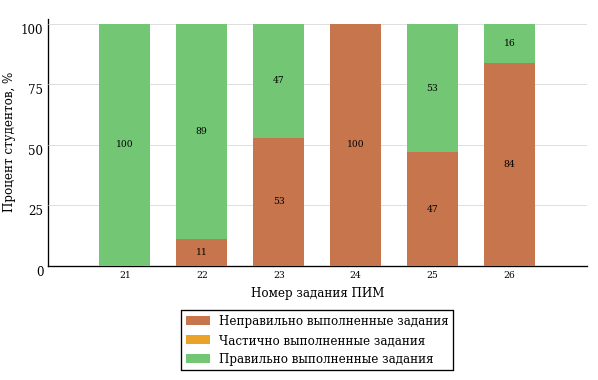 Процент студентов, %
100
75
50
25
0
100
89
11
47
53
100
53
47
16
84
21 22 23 24 25 26
Номер задания ПИМ
Неправильно выполненные задания
Частично выполненные задания
Правильно выполненные задания